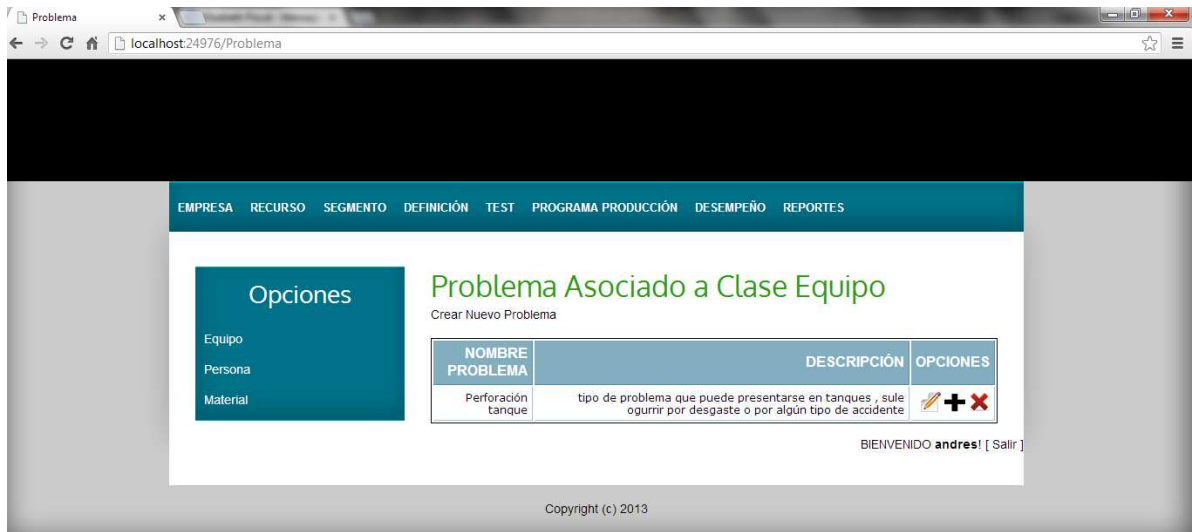 Problema
localhost:24976/Problema
EMPRESA RECURSO SEGMENTO DEFINICIÓN TEST PROGRAMA PRODUCCIÓN DESEMPEÑO REPORTES
Opciones
Equipo
Persona
Material
Problema Asociado a Clase Equipo
Crear Nuevo Problema
NOMBRE
PROBLEMA
DESCRIPCIÓN
OPCIONES
Perforación
tanque
tipo de problema que puede presentarse en tanques , sule
ogurrir por desgaste o por algún tipo de accidente
BIENVENIDO andres! [ Salir ]
Copyright (c) 2013